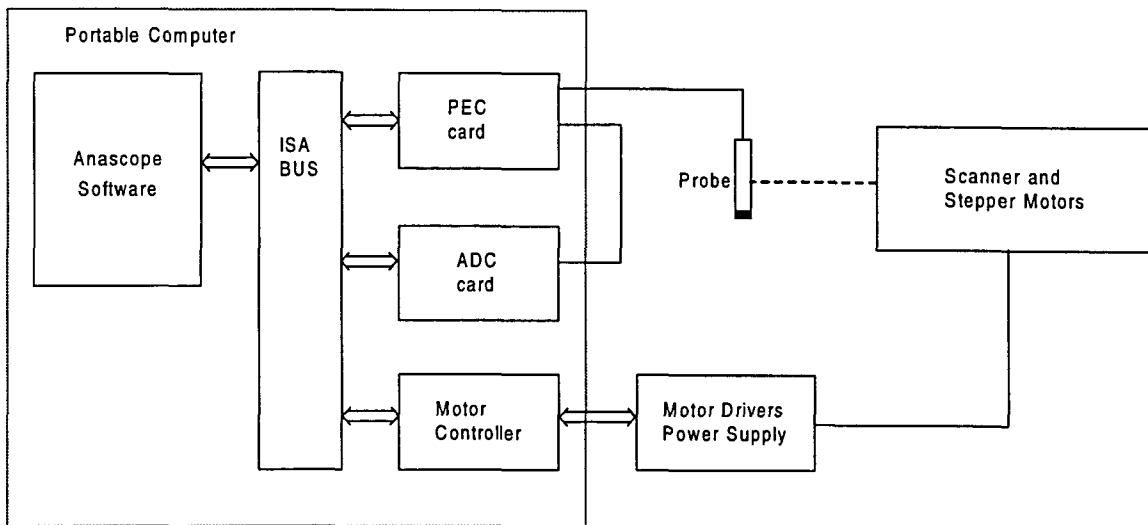 Portable Computer
Anascope
Software
ISA
BUS
PEC
card
ADC
card
Motor
Controller
Probe
Scanner and
Stepper Motors
Motor Drivers
Power Supply